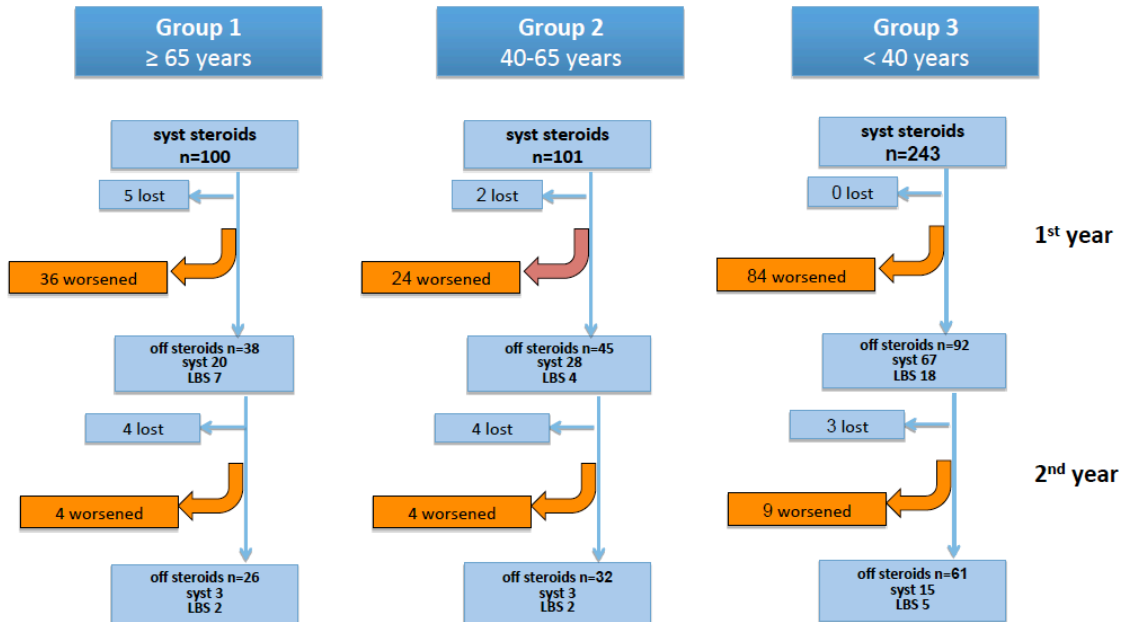 Group 1
≥ 65 years
syst steroids
n=100
5 lost
36 worsened
off steroids n=38
syst 20
LBS 7
4 lost
4 worsened
off steroids n=26
syst 3
LBS 2
Group 2
40-65 years
syst steroids
n=101
2 lost
24 worsened
off steroids n=45
syst 28
LBS 4
4 lost
4 worsened
off steroids n=32
syst 3
LBS 2
Group 3
< 40 years
syst steroids
n=243
0 lost
84 worsened
off steroids n=92
syst 67
LBS 18
3 lost
9 worsened
off steroids n=61
syst 15
LBS 5
1st year
2nd year